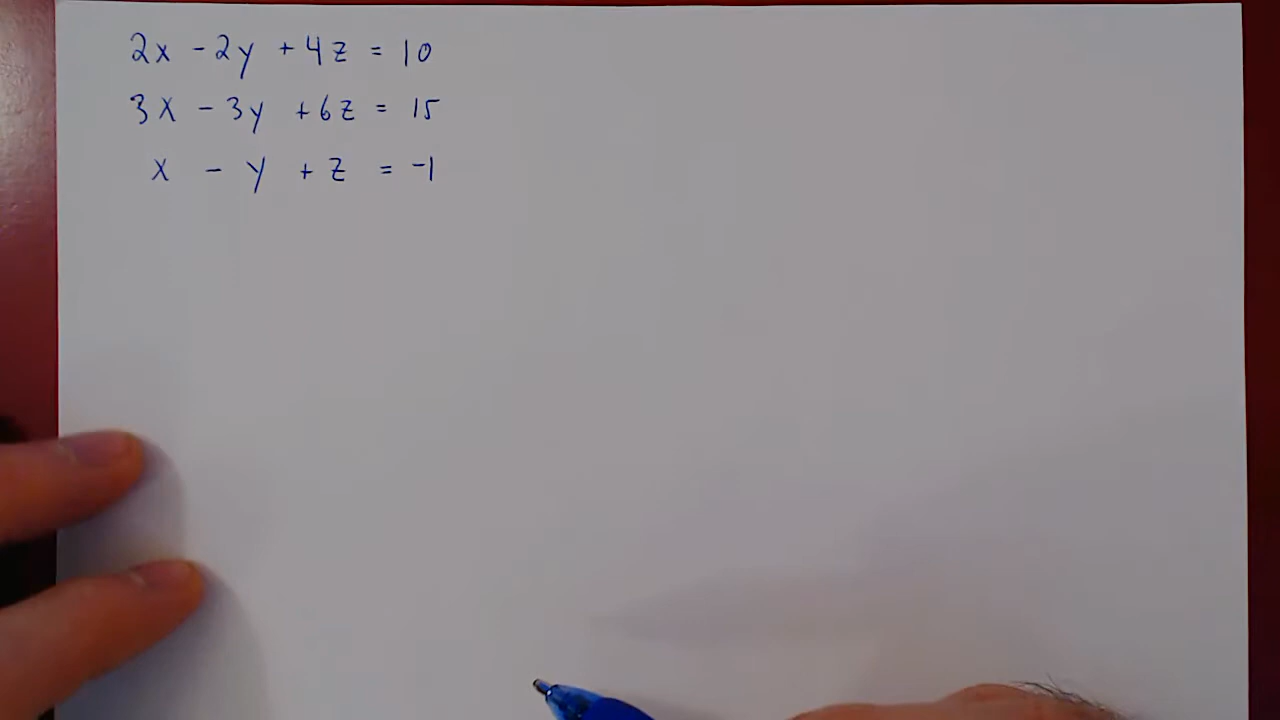 2x - 2y + 4z = 10
3x - 3y + 6z = 15
x - y + z = -1